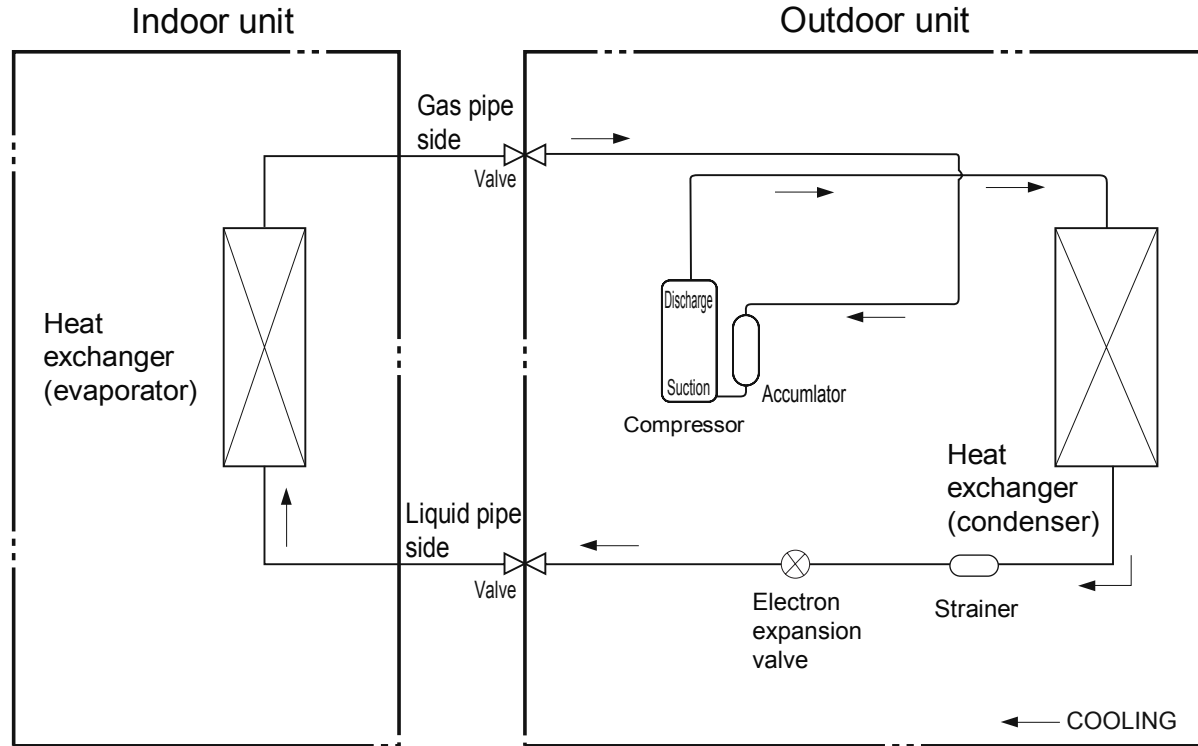 Indoor unit
Outdoor unit
Gas pipe
side
Valve
Discharge
Suction
Accumlator
Compressor
Heat
exchanger
(evaporator)
Heat
exchanger
(condenser)
Liquid pipe
side
Valve
Electron
expansion
valve
Strainer
COOLING